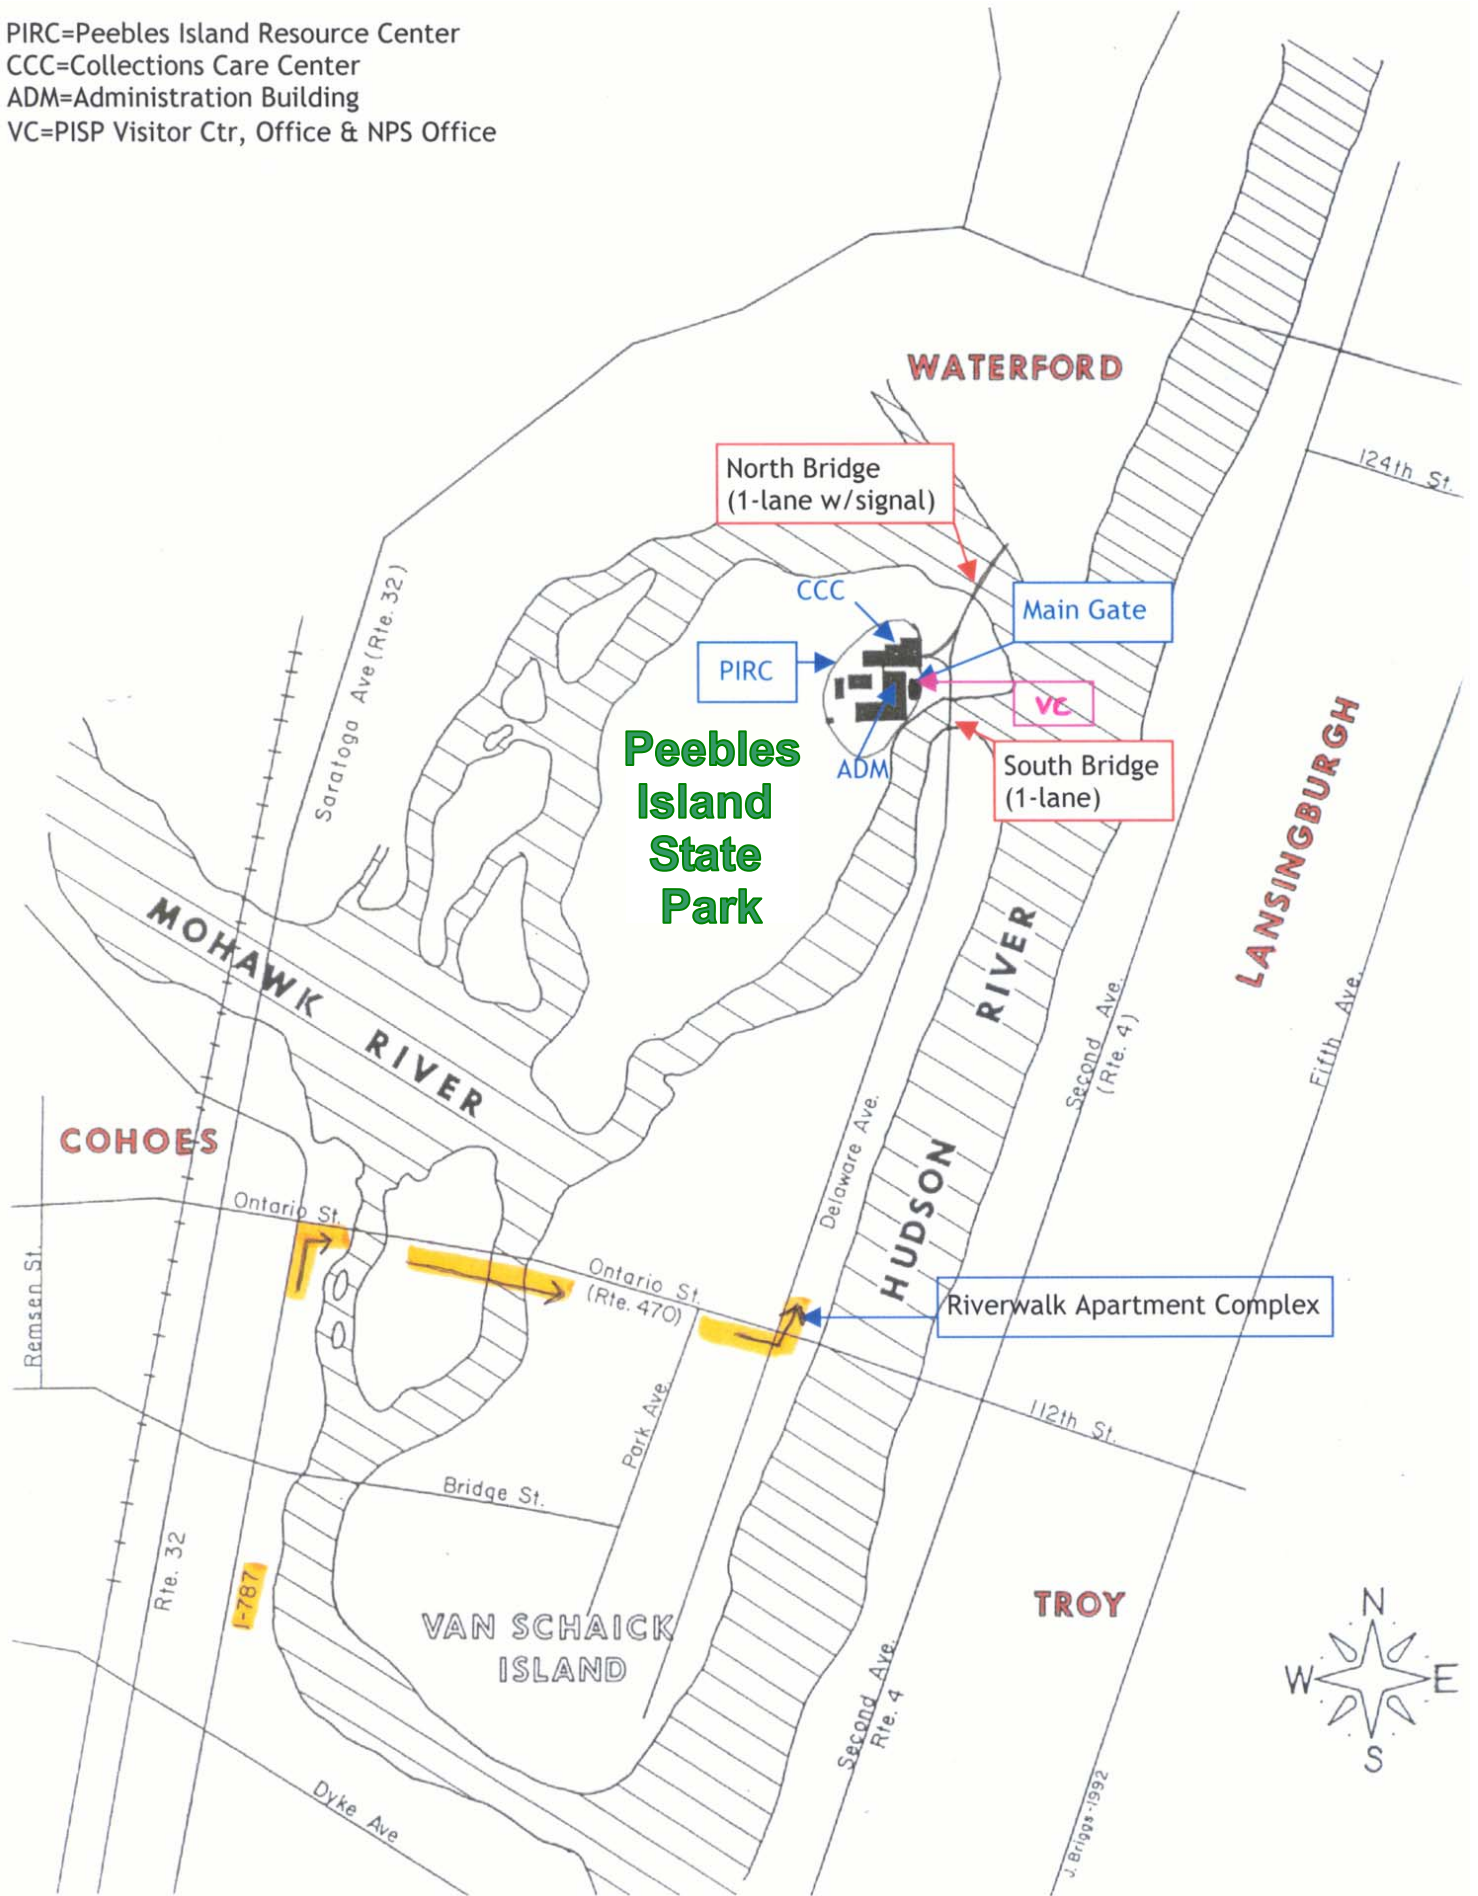 PIRC=Peebles Island Resource Center
CCC=Collections Care Center
ADM=Administration Building
VC=PISP Visitor Ctr, Office & NPS Office
WATERFORD
124th St.
North Bridge
(1-lane w/signal)
CCC
Main Gate
PIRC
VC
Saratoga Ave (Rte. 32)
Peebles
Island
State
Park
ADM
South Bridge
(1-lane)
LANSINGBURGH
MOHAWK RIVER
HUDSON RIVER
Second Ave.
(Rte. 4)
Fifth Ave.
COHOES
Delaware Ave.
Ontario St.
Remsen St.
Ontario St.
(Rte. 470)
Riverwalk Apartment Complex
Park Ave.
112th St.
Bridge St.
Rte. 32
I-787
VAN SCHAICK
ISLAND
TROY
Second Ave.
Rte. 4
N
W
E
S
Dyke Ave
J. Briggs-1992